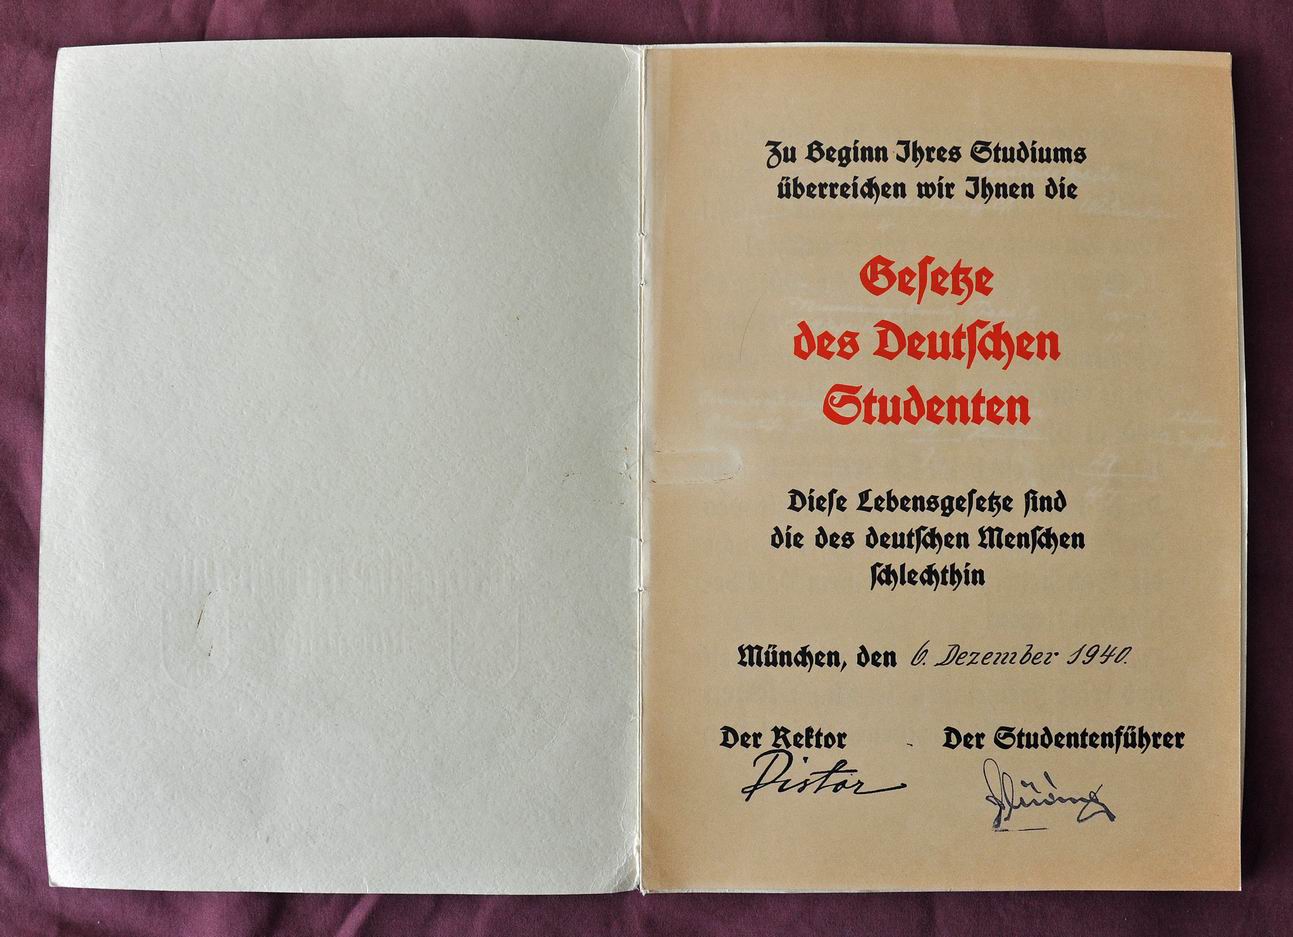 Zu Beginn Ihres Studiums
überreichen wir Ihnen die
Gesetze
des Deutschen
Studenten
Diese Lebensgesetze sind
die des deutschen Menschen
schlechthin
München, den 6. Dezember 1940.
Der Rektor
Der Studentenführer
Pistor